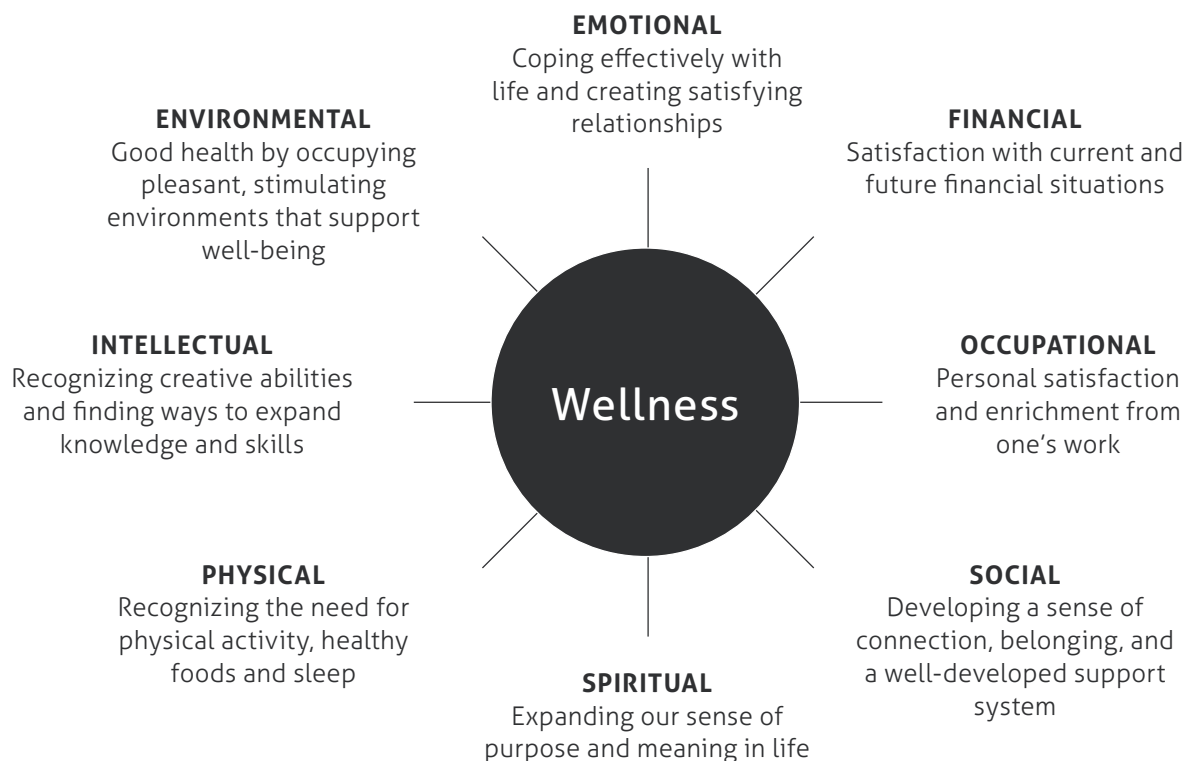 EMOTIONAL
Coping effectively with
life and creating satisfying
relationships
FINANCIAL
Satisfaction with current and
future financial situations
OCCUPATIONAL
Personal satisfaction
and enrichment from
one’s work
SOCIAL
Developing a sense of
connection, belonging, and
a well-developed support
system
SPIRITUAL
Expanding our sense of
purpose and meaning in life
PHYSICAL
Recognizing the need for
physical activity, healthy
foods and sleep
INTELLECTUAL
Recognizing creative abilities
and finding ways to expand
knowledge and skills
ENVIRONMENTAL
Good health by occupying
pleasant, stimulating
environments that support
well-being
Wellness